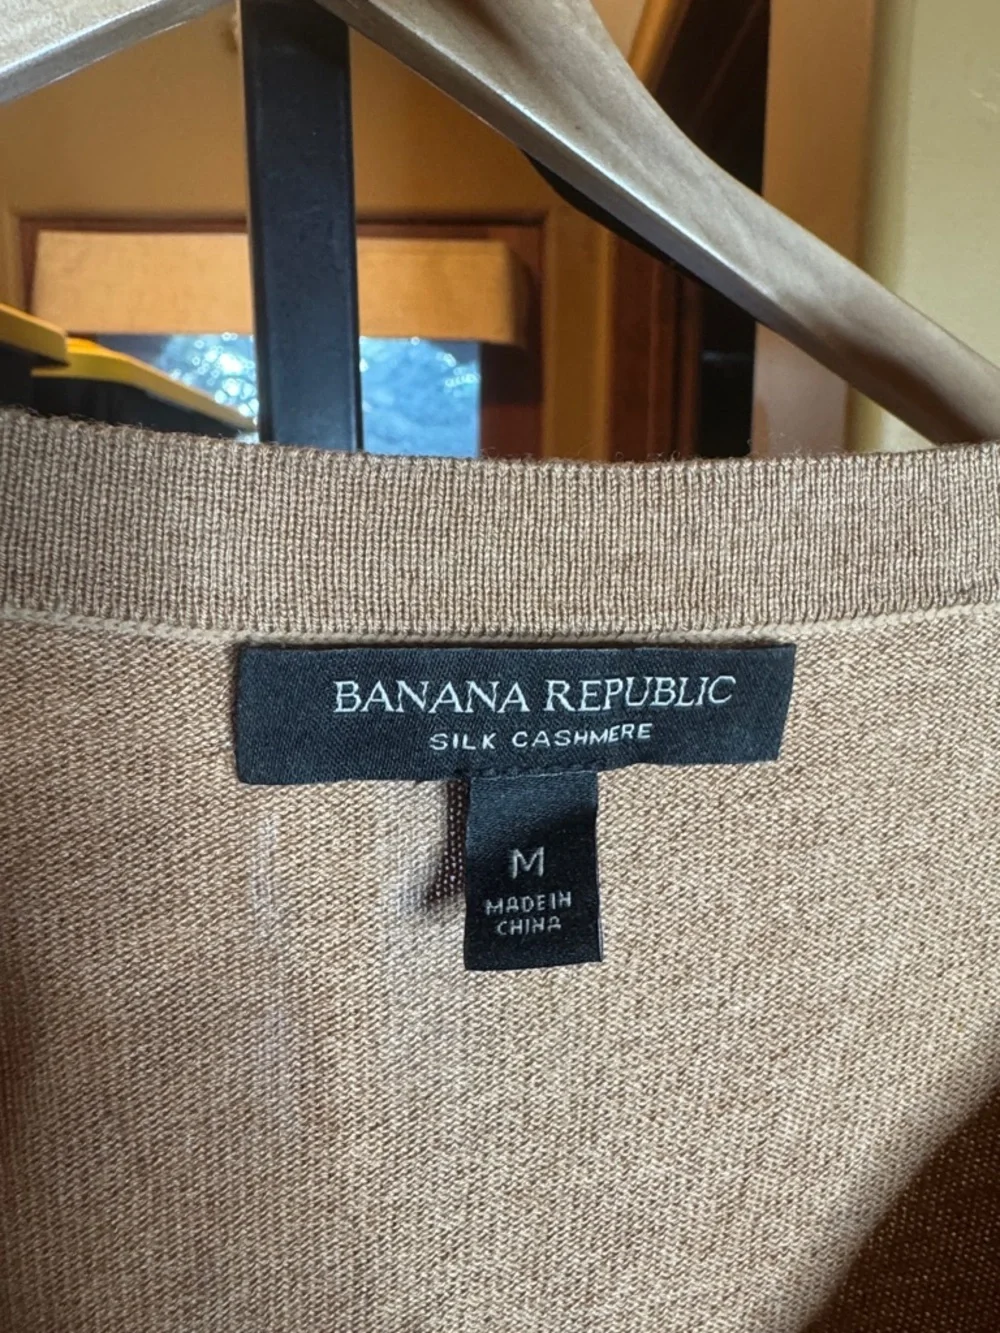 BANANA REPUBLIC
SILK CASHMERE
M
MADE IN
CHINA